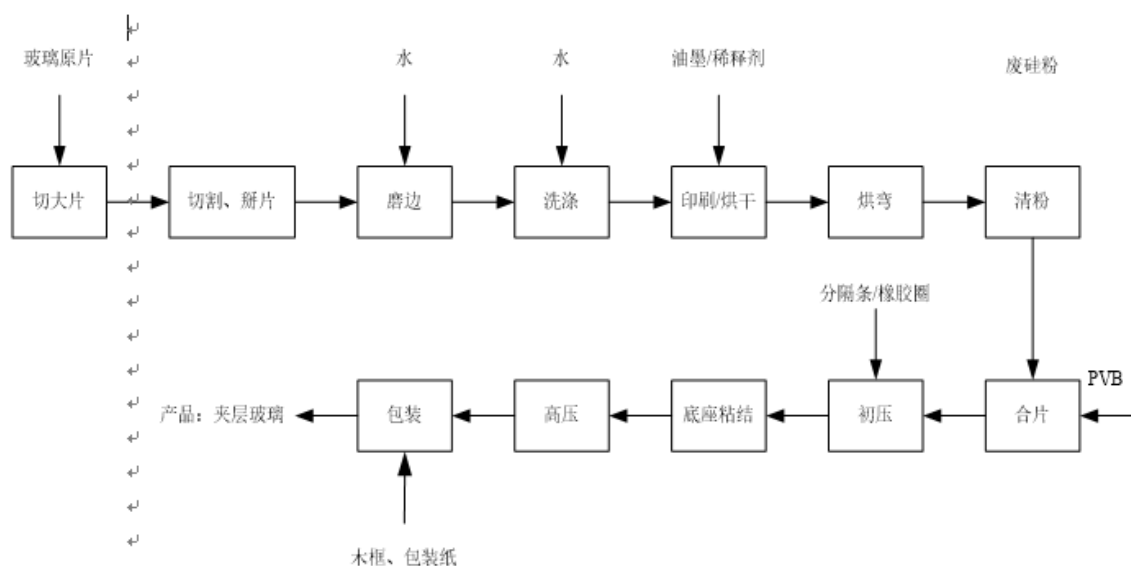 玻璃原片
水
水
油墨/稀释剂
废硅粉
切大片
切割、掰片
磨边
洗涤
印刷/烘干
烘弯
清粉
分隔条/橡胶圈
PVB
产品：夹层玻璃
包装
高压
底座粘结
初压
合片
木框、包装纸